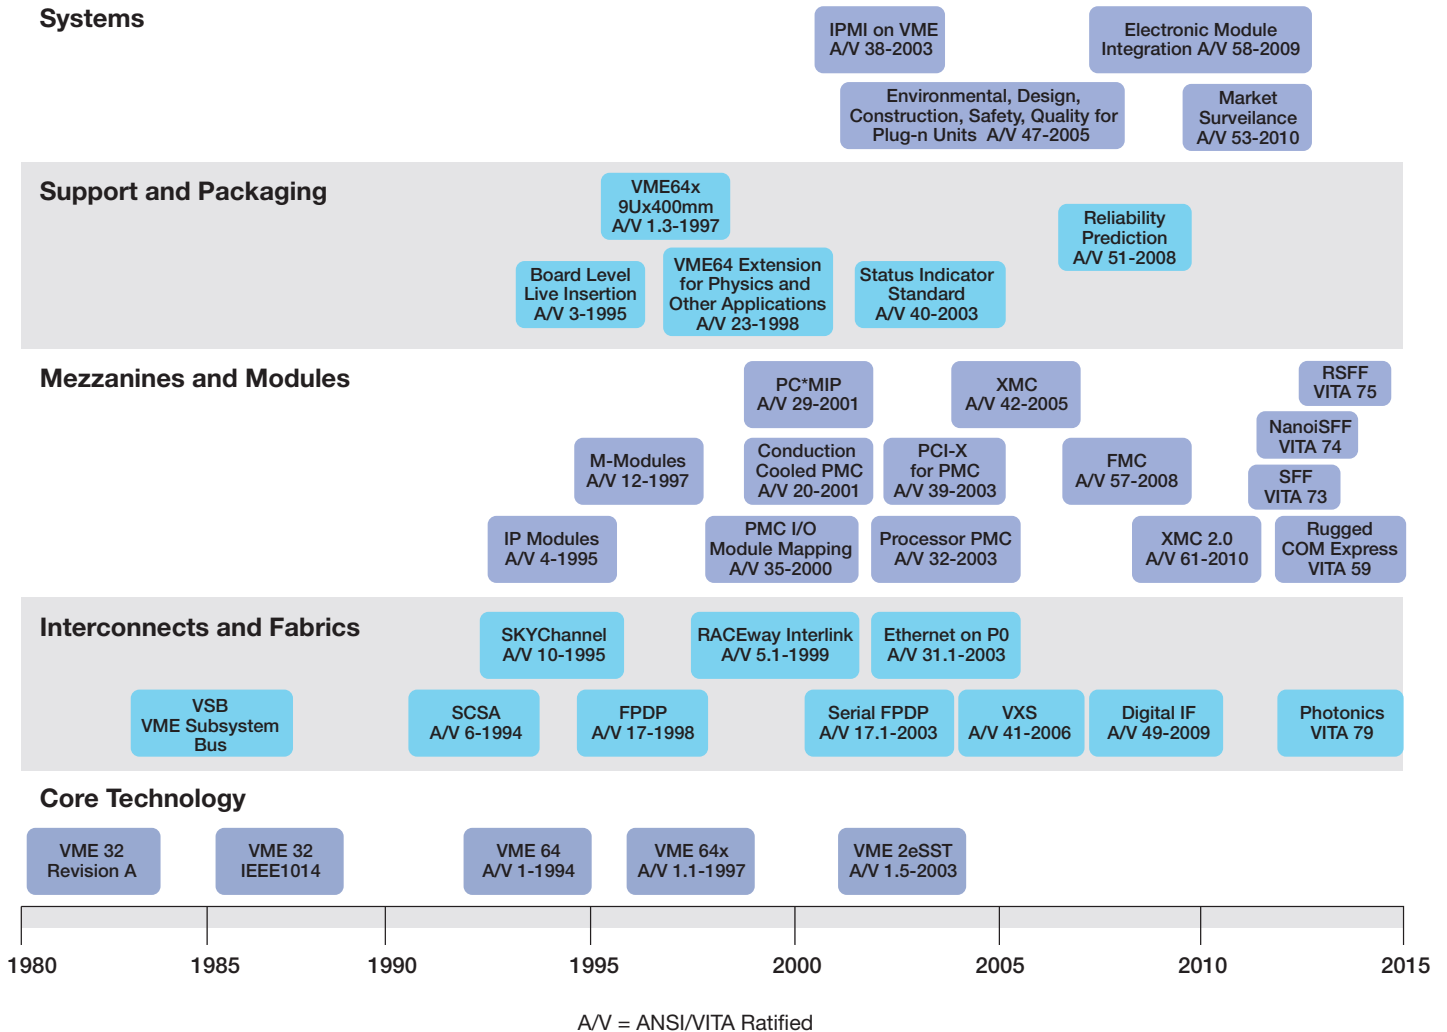 Systems
IPMI on VME
A/V 38-2003
Electronic Module
Integration A/V 58-2009
Environmental, Design,
Construction, Safety, Quality for
Plug-n Units A/V 47-2005
Market
Surveilance
A/V 53-2010
Support and Packaging
VME64x
9Ux400mm
A/V 1.3-1997
Reliability
Prediction
A/V 51-2008
Board Level
Live Insertion
A/V 3-1995
VME64 Extension
for Physics and
Other Applications
A/V 23-1998
Status Indicator
Standard
A/V 40-2003
Mezzanines and Modules
PC*MIP
A/V 29-2001
XMC
A/V 42-2005
RSFF
VITA 75
NanoiSFF
VITA 74
M-Modules
A/V 12-1997
Conduction
Cooled PMC
A/V 20-2001
PCI-X
for PMC
A/V 39-2003
FMC
A/V 57-2008
SFF
VITA 73
IP Modules
A/V 4-1995
PMC I/O
Module Mapping
A/V 35-2000
Processor PMC
A/V 32-2003
XMC 2.0
A/V 61-2010
Rugged
COM Express
VITA 59
Interconnects and Fabrics
SKYChannel
A/V 10-1995
RACEway Interlink
A/V 5.1-1999
Ethernet on P0
A/V 31.1-2003
VSB
VME Subsystem
Bus
SCSA
A/V 6-1994
FPDP
A/V 17-1998
Serial FPDP
A/V 17.1-2003
VXS
A/V 41-2006
Digital IF
A/V 49-2009
Photonics
VITA 79
Core Technology
VME 32
Revision A
VME 32
IEEE1014
VME 64
A/V 1-1994
VME 64x
A/V 1.1-1997
VME 2eSST
A/V 1.5-2003
1980
1985
1990
1995
2000
2005
2010
2015
A/V = ANSI/VITA Ratified